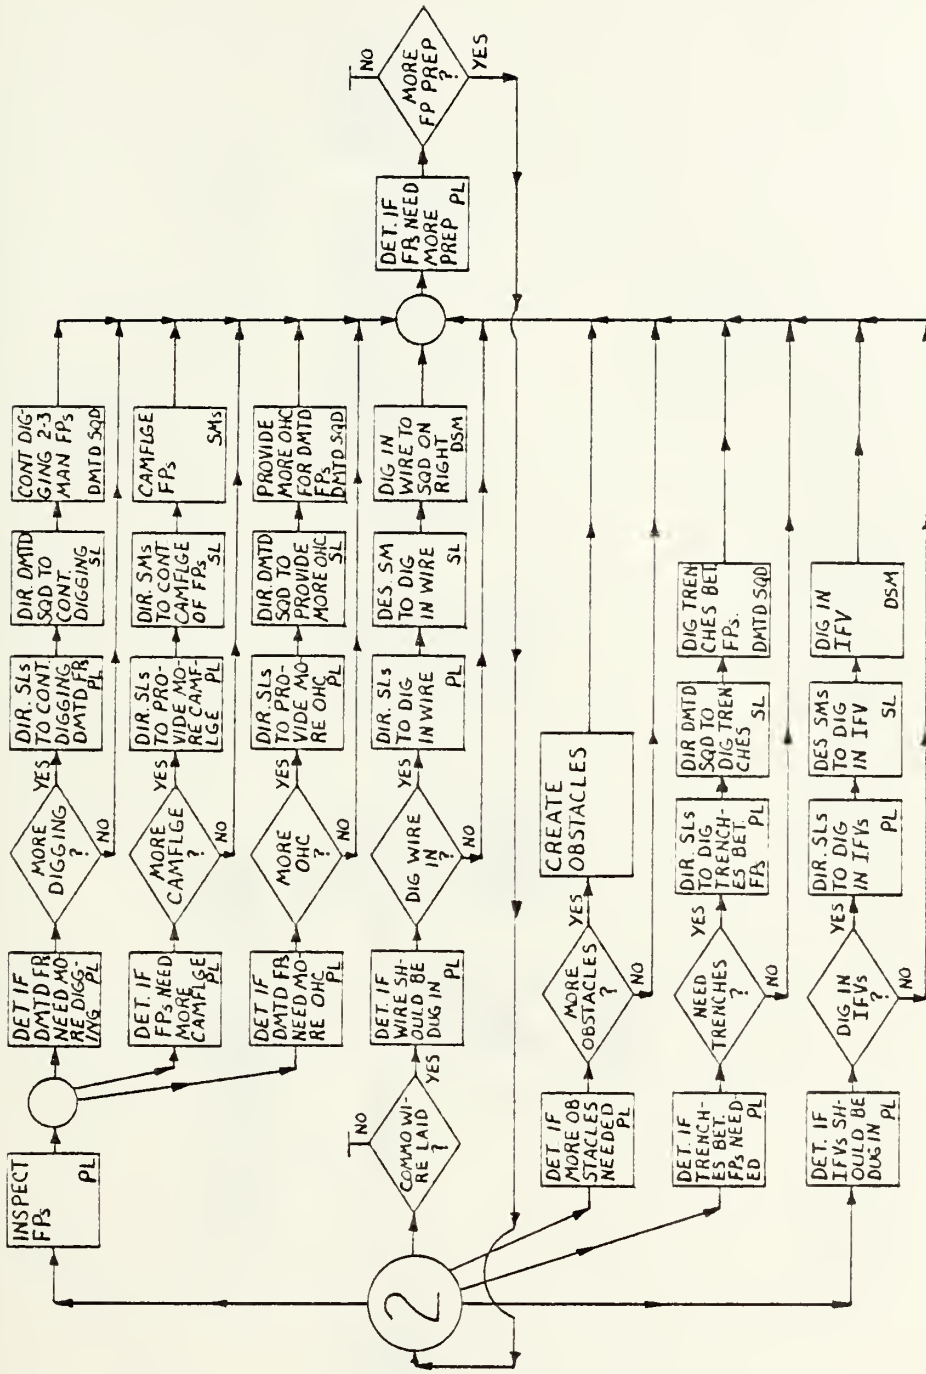 INSPECT
FPs
PL
DET IF
DMTD FP
NEED MO-
RE DIGG-
ING PL
MORE
DIGGING
?
YES
NO
DIR. SLs
TO CONT.
DIGGING
DMTD FPs
PL
DIR. DMTD
SQD TO
CONT.
DIGGING
SL
CONT DIG-
GING 2-3
MAN FPs
DMTD SQD
DET. IF
FPs NEED
MORE
CAMFLGE
PL
MORE
CAMFLGE
?
YES
NO
DIR. SLs
TO PRO-
VIDE MO-
RE CAMF-
LGE PL
DIR. SMs
TO CONT
CAMFLGE
OF FPs
SL
CAMFLGE
FPs
SMs
DET IF
DMTD FPs
NEED MO-
RE OHC
PL
MORE
OHC
?
YES
NO
DIR. SLs
TO PRO-
VIDE MO-
RE OHC
PL
DIR. DMTD
SQD TO
PROVIDE
MORE OHC
SL
PROVIDE
MORE OHC
FOR DMTD
FPs
DMTD SQD
2
COMMO WI-
RE LAID
?
NO
YES
DET. IF
WIRE SH-
OULD BE
DUG IN
PL
DIG WIRE
IN
?
YES
NO
DIR. SLs
TO DIG
IN WIRE
PL
DES. SM
TO DIG
IN WIRE
SL
DIG IN
WIRE TO
SQD ON
RIGHT
DSM
DET. IF
FPs NEED
MORE
PREP PL
MORE
FP PREP
?
NO
YES
DET. IF
MORE OB
STACLES
NEEDED
PL
MORE
OBSTACLES
?
YES
NO
CREATE
OBSTACLES
DET. IF
TRENCH-
ES BET.
FPs NEED-
ED PL
NEED
TRENCHES
?
YES
NO
DIR. SLs
TO DIG
TRENCH-
ES BET.
FPs PL
DIR DMTD
SQD TO
DIG TREN
CHES SL
DIG TREN
CHES BET
FPs.
DMTD SQD
DET. IF
IFVs SH-
OULD BE
DUG IN
PL
DIG IN
IFVs
?
YES
NO
DIR. SLs
TO DIG
IN IFVs
PL
DES SMs
TO DIG
IN IFV
SL
DIG IN
IFV
DSM